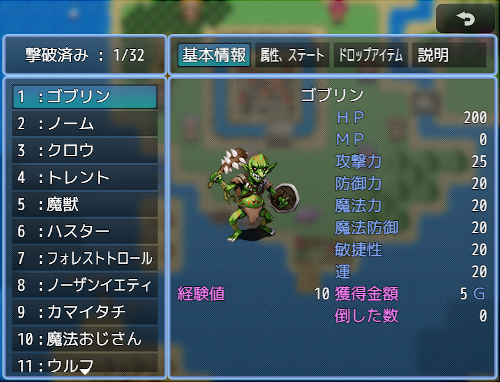 撃破済み : 1/32
基本情報 属性、ステート ドロップアイテム 説明
1 :ゴブリン
2 :ノーム
3 :クロウ
4 :トレント
5 :魔獣
6 :ハスター
7 :フォレストトロール
8 :ノーザンイエティ
9 :カマイタチ
10:魔法おじさん
11:ウルフ
ゴブリン
ＨＰ 200
ＭＰ 0
攻撃力 25
防御力 20
魔法力 20
魔法防御 20
敏捷性 20
運 20
経験値 10 獲得金額 5 G
倒した数 0